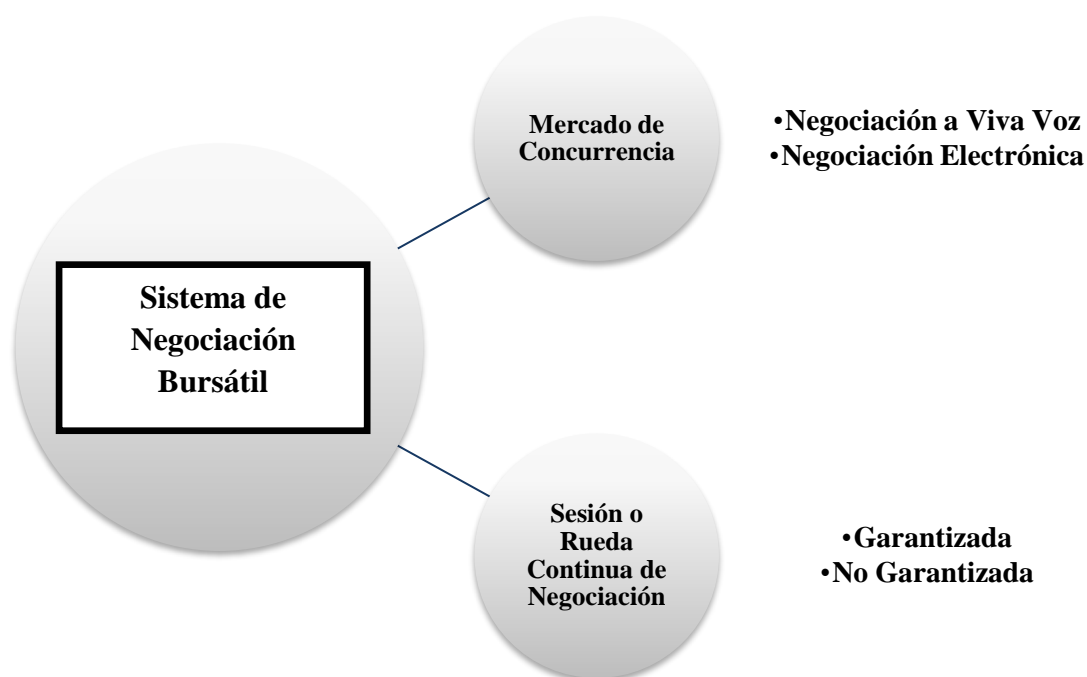 Mercado de
Concurrencia
•Negociación a Viva Voz
•Negociación Electrónica
Sistema de
Negociación
Bursátil
Sesión o
Rueda
Continua de
Negociación
•Garantizada
•No Garantizada